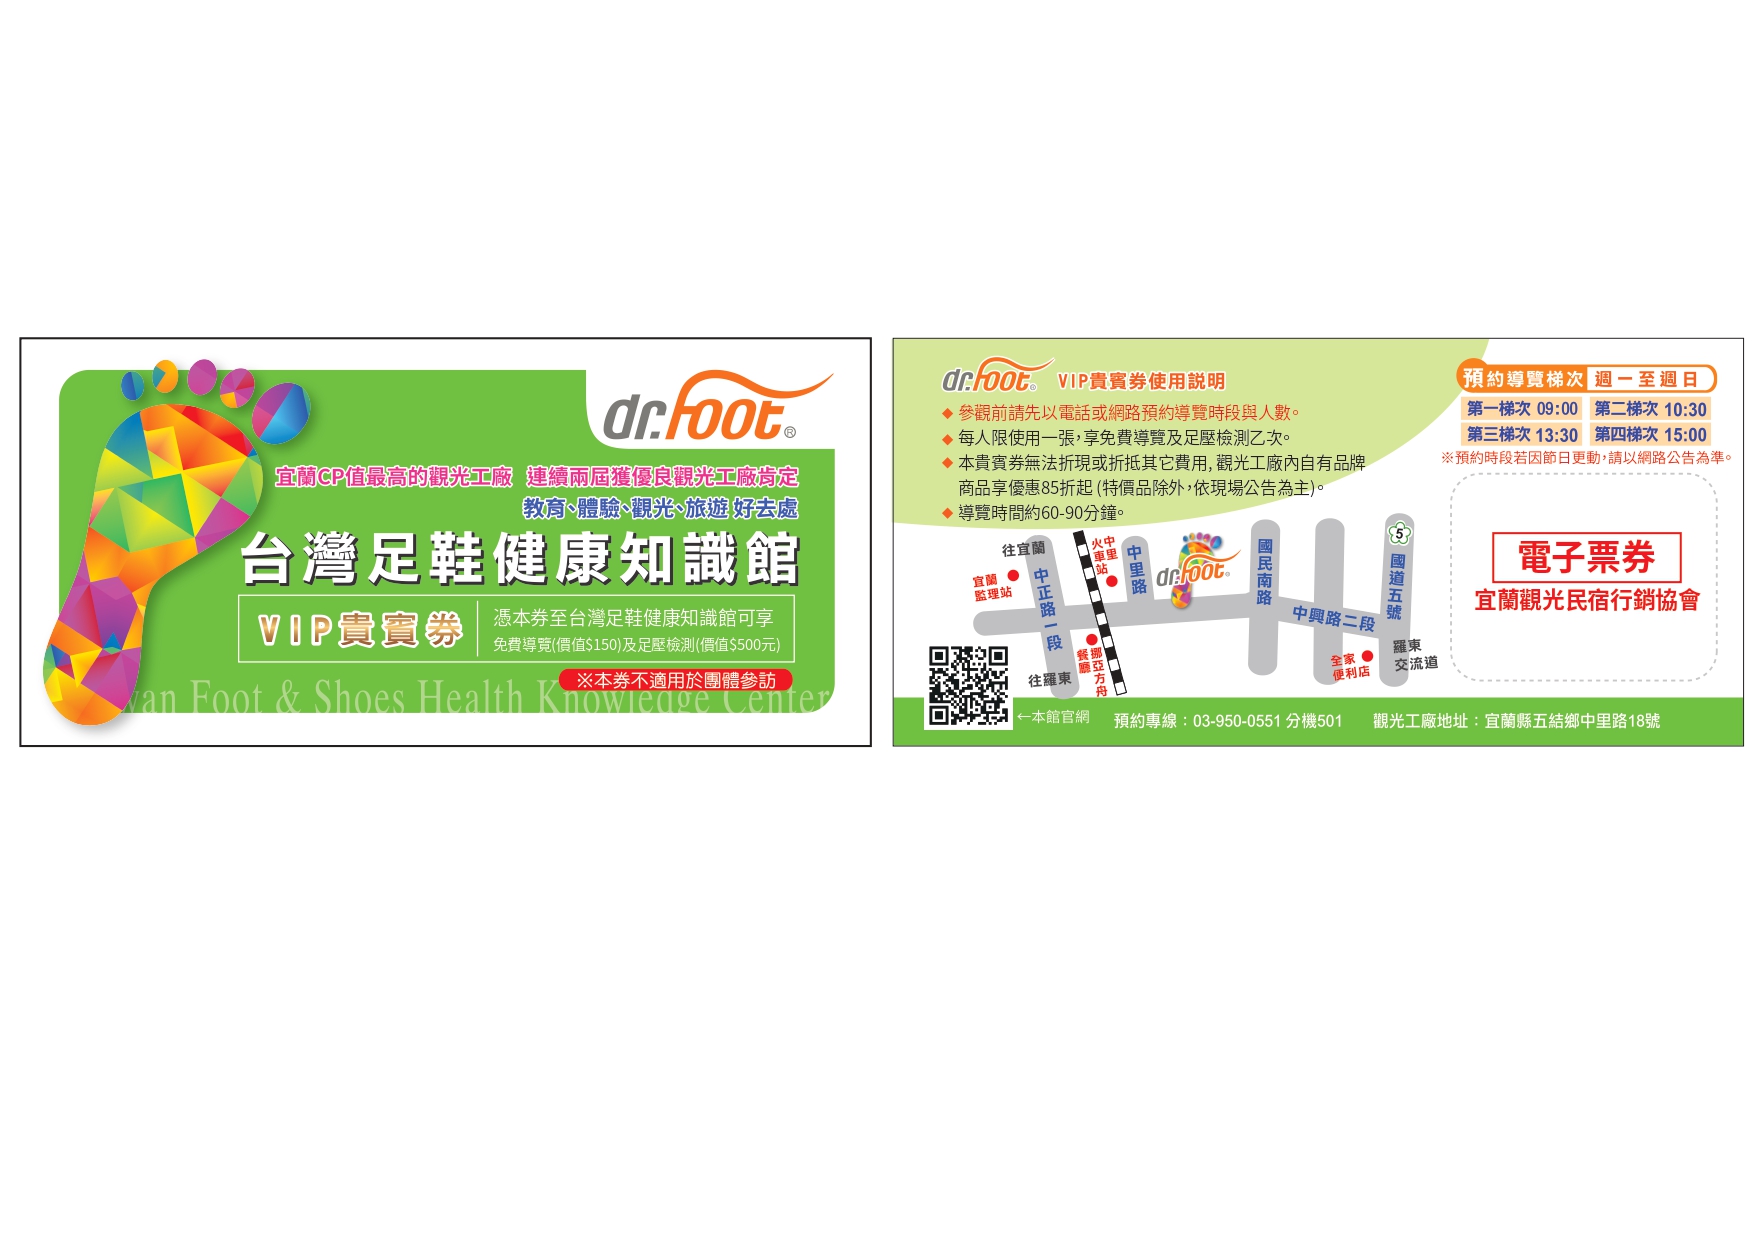 dr.Foot®
宜蘭CP值最高的觀光工廠 連續兩屆獲優良觀光工廠肯定
教育、體驗、觀光、旅遊 好去處
台灣足鞋健康知識館
VIP貴賓券
憑本券至台灣足鞋健康知識館可享
免費導覽(價值$150)及足壓檢測(價值$500元)
※本券不適用於團體參訪
wan Foot & Shoes Health Knowledge Center
dr.Foot® VIP貴賓券使用說明
◆ 參觀前請先以電話或網路預約導覽時段與人數。
◆ 每人限使用一張，享免費導覽及足壓檢測乙次。
◆ 本貴賓券無法折現或折抵其它費用, 觀光工廠內自有品牌
商品享優惠85折起 (特價品除外，依現場公告為主)。
◆ 導覽時間約60-90分鐘。
預約導覽梯次 週一至週日
第一梯次 09:00 第二梯次 10:30
第三梯次 13:30 第四梯次 15:00
※預約時段若因節日更動，請以網路公告為準。
電子票券
宜蘭觀光民宿行銷協會
往宜蘭
宜蘭
監理站
中正路一段
中里
火車站
中里路
dr.Foot®
國民南路
5
國道五號
中興路二段
羅東
交流道
全家
便利店
挪亞方舟
餐廳
往羅東
←本館官網
預約專線：03-950-0551 分機501 觀光工廠地址：宜蘭縣五結鄉中里路18號